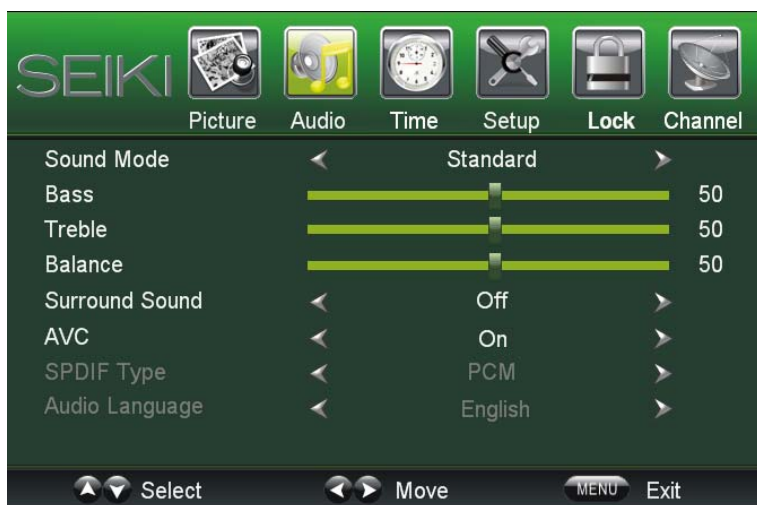 SEIKI
Picture Audio Time Setup Lock Channel
Sound Mode Standard
Bass 50
Treble 50
Balance 50
Surround Sound Off
AVC On
SPDIF Type PCM
Audio Language English
Select Move MENU Exit